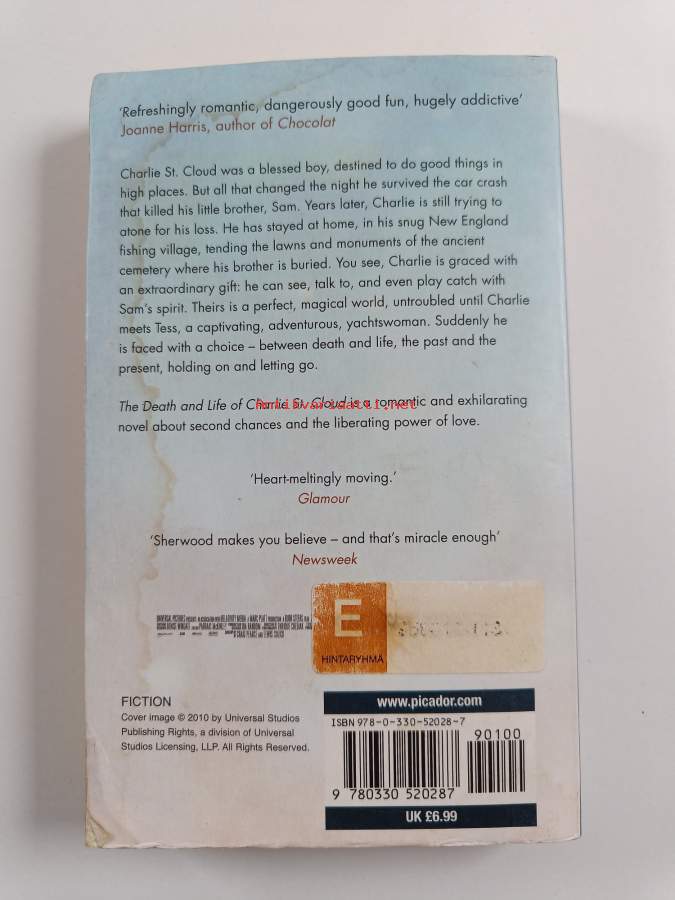 ‘Refreshingly romantic, dangerously good fun, hugely addictive’
Joanne Harris, author of Chocolat
Charlie St. Cloud was a blessed boy, destined to do good things in
high places. But all that changed the night he survived the car crash
that killed his little brother, Sam. Years later, Charlie is still trying to
atone for his loss. He has stayed at home, in his snug New England
fishing village, tending the lawns and monuments of the ancient
cemetery where his brother is buried. You see, Charlie is graced with
an extraordinary gift: he can see, talk to, and even play catch with
Sam’s spirit. Theirs is a perfect, magical world, untroubled until Charlie
meets Tess, a captivating, adventurous, yachtswoman. Suddenly he
is faced with a choice – between death and life, the past and the
present, holding on and letting go.
The Death and Life of Charlie St. Cloud is a romantic and exhilarating
novel about second chances and the liberating power of love.
‘Heart-meltingly moving.’
Glamour
‘Sherwood makes you believe – and that’s miracle enough’
Newsweek
UNIVERSAL PICTURES
E
HINTARYHMÄ
FICTION
Cover image © 2010 by Universal Studios
Publishing Rights, a division of Universal
Studios Licensing, LLP. All Rights Reserved.
www.picador.com
ISBN 978-0-330-52028-7
90100
9 780330 520287
UK £6.99